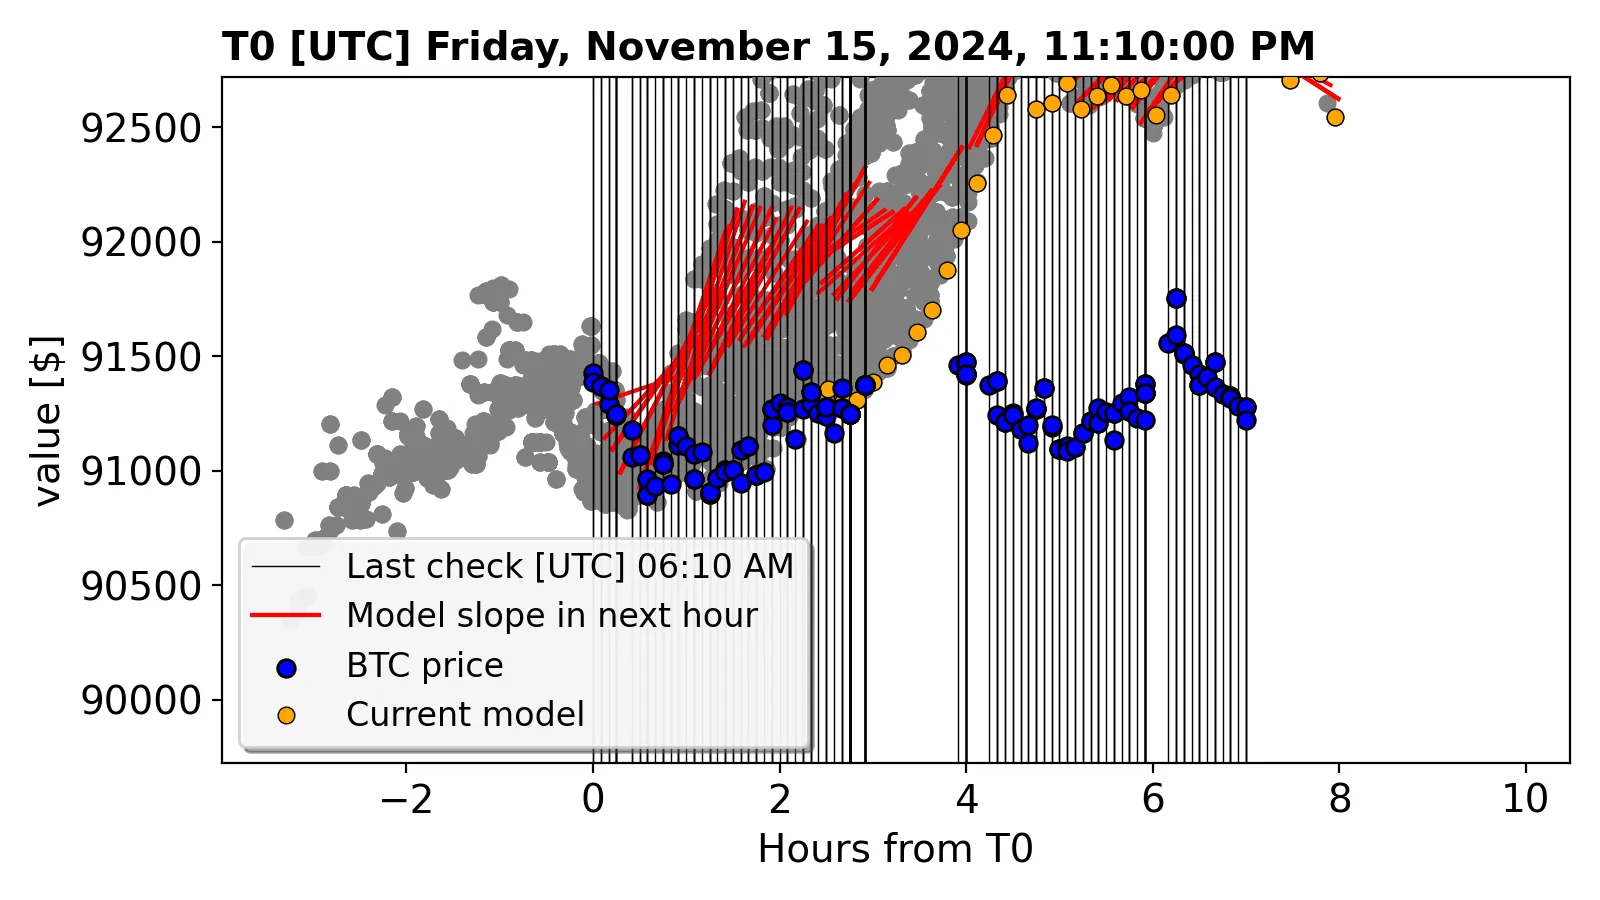 T0 [UTC] Friday, November 15, 2024, 11:10:00 PM
value [$]
92500
92000
91500
91000
90500
90000
Last check [UTC] 06:10 AM
Model slope in next hour
BTC price
Current model
−2 0 2 4 6 8 10
Hours from T0